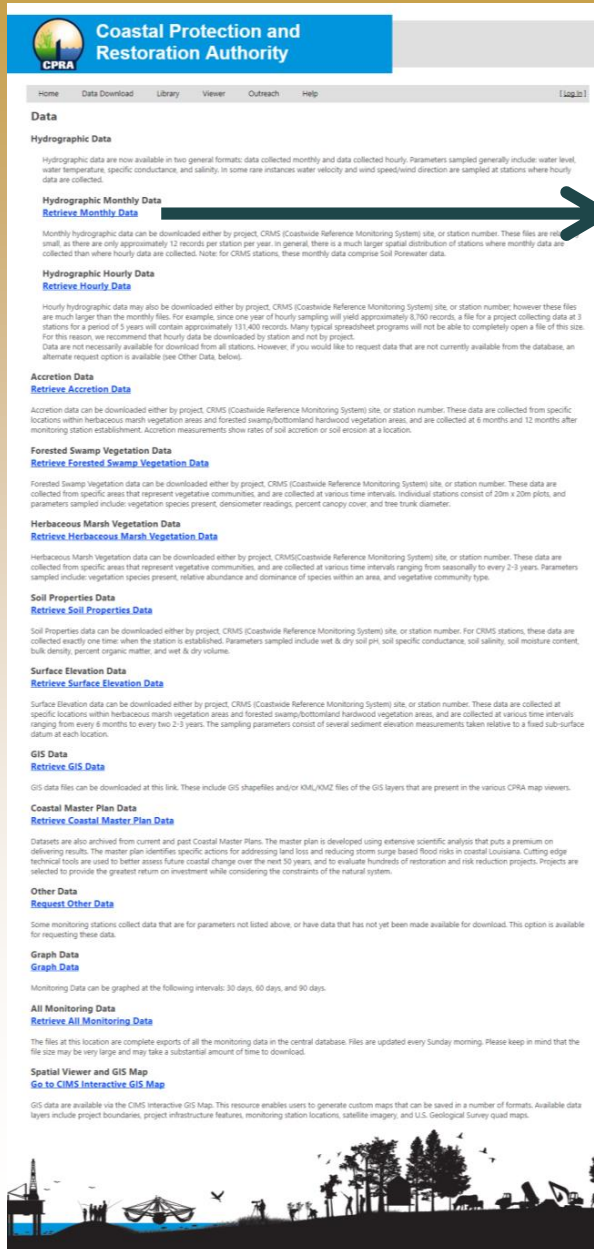 CPRA
Coastal Protection and
Restoration Authority
Home Data Download Library Viewer Outreach Help [ Log In ]
Data
Hydrographic Data
Hydrographic data are now available in two general formats: data collected monthly and data collected hourly. Parameters sampled generally include: water level,
water temperature, specific conductance, and salinity. In some rare instances water velocity and wind speed/wind direction are sampled at stations where hourly
data are collected.
Hydrographic Monthly Data
Retrieve Monthly Data
Monthly hydrographic data can be downloaded either by project, CRMS (Coastwide Reference Monitoring System) site, or station number. These files are
small, as there are only approximately 12 records per station per year. In general, there is a much larger spatial distribution of stations where monthly data are
collected than where hourly data are collected. Note: for CRMS stations, these monthly data comprise Soil Porewater data.
Hydrographic Hourly Data
Retrieve Hourly Data
Hourly hydrographic data may also be downloaded either by project, CRMS (Coastwide Reference Monitoring System) site, or station number; however these files
are much larger than the monthly files. For example, since one year of hourly sampling will yield approximately 8,760 records, a file for a project collecting data at 3
stations for a period of 5 years will contain approximately 131,400 records. Many typical spreadsheet programs will not be able to completely open a file of this size.
For this reason, we recommend that hourly data be downloaded by station and not by project.
Data are not necessarily available for download from all stations. However, if you would like to request data that are not currently available from the database, an
alternate request option is available (see Other Data, below).
Accretion Data
Retrieve Accretion Data
Accretion data can be downloaded either by project, CRMS (Coastwide Reference Monitoring System) site, or station number. These data are collected from specific
locations within herbaceous marsh vegetation areas and forested swamp/bottomland hardwood vegetation areas, and are collected at 6 months and 12 months after
monitoring station establishment. Accretion measurements show rates of soil accretion or soil erosion at a location.
Forested Swamp Vegetation Data
Retrieve Forested Swamp Vegetation Data
Forested Swamp Vegetation data can be downloaded either by project, CRMS (Coastwide Reference Monitoring System) site, or station number. These data are
collected from specific areas that represent vegetative communities, and are collected at various time intervals. Individual stations consist of 20m x 20m plots, and
parameters sampled include: vegetation species present, densiometer readings, percent canopy cover, and tree trunk diameter.
Herbaceous Marsh Vegetation Data
Retrieve Herbaceous Marsh Vegetation Data
Herbaceous Marsh Vegetation data can be downloaded either by project, CRMS(Coastwide Reference Monitoring System) site, or station number. These data are
collected from specific areas that represent vegetative communities, and are collected at various time intervals ranging from seasonally to every 2-3 years. Parameters
sampled include: vegetation species present, relative abundance and dominance of species within an area, and vegetative community type.
Soil Properties Data
Retrieve Soil Properties Data
Soil Properties data can be downloaded either by project, CRMS (Coastwide Reference Monitoring System) site, or station number. For CRMS stations, these data are
collected exactly one time: when the station is established. Parameters sampled include wet & dry soil pH, soil specific conductance, soil salinity, soil moisture content,
bulk density, percent organic matter, and wet & dry volume.
Surface Elevation Data
Retrieve Surface Elevation Data
Surface Elevation data can be downloaded either by project, CRMS (Coastwide Reference Monitoring System) site, or station number. These data are collected at
specific locations within herbaceous marsh vegetation areas and forested swamp/bottomland hardwood vegetation areas, and are collected at various time intervals
ranging from every 6 months to every two 2-3 years. The sampling parameters consist of several sediment elevation measurements taken relative to a fixed sub-surface
datum at each location.
GIS Data
Retrieve GIS Data
GIS data files can be downloaded at this link. These include GIS shapefiles and/or KML/KMZ files of the GIS layers that are present in the various CPRA map viewers.
Coastal Master Plan Data
Retrieve Coastal Master Plan Data
Datasets are also archived from current and past Coastal Master Plans. The master plan is developed using extensive scientific analysis that puts a premium on
delivering results. The master plan identifies specific actions for addressing land loss and reducing storm surge based flood risks in coastal Louisiana. Cutting edge
technical tools are used to better assess future coastal change over the next 50 years, and to evaluate hundreds of restoration and risk reduction projects. Projects are
selected to provide the greatest return on investment while considering the constraints of the natural system.
Other Data
Request Other Data
Some monitoring stations collect data that are for parameters not listed above, or have data that has not yet been made available for download. This option is available
for requesting these data.
Graph Data
Graph Data
Monitoring Data can be graphed at the following intervals: 30 days, 60 days, and 90 days.
All Monitoring Data
Retrieve All Monitoring Data
The files at this location are complete exports of all the monitoring data in the central database. Files are updated every Sunday morning. Please keep in mind that the
file size may be very large and may take a substantial amount of time to download.
Spatial Viewer and GIS Map
Go to CIMS Interactive GIS
Map
GIS data are available via the CIMS Interactive GIS Map. This resource enables users to generate custom maps that can be saved in a number of formats. Available data
layers include project boundaries, project infrastructure features, monitoring station locations, satellite imagery, and U.S. Geological Survey quad maps.